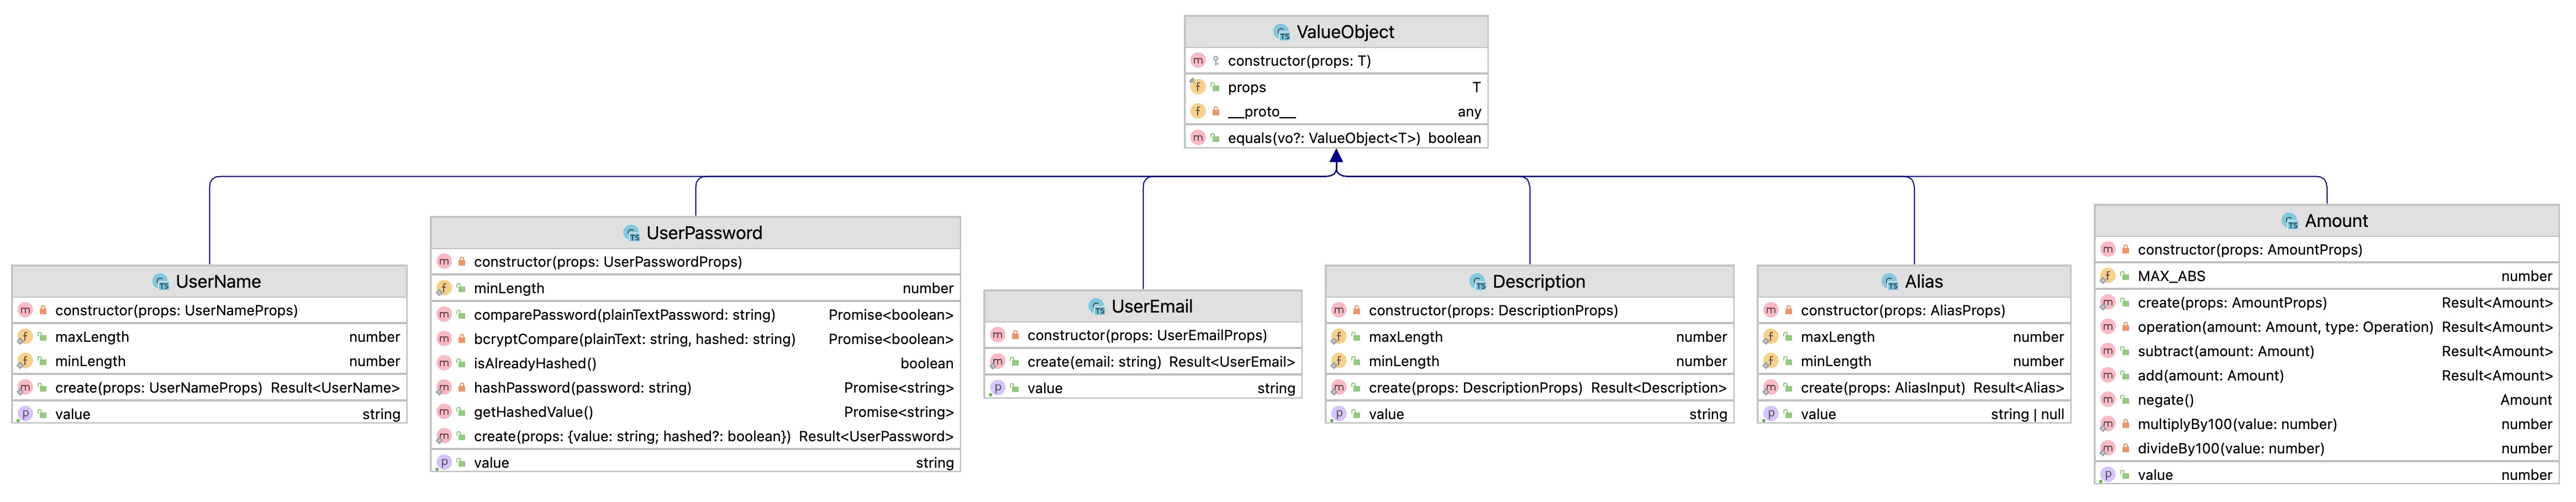 ValueObject
constructor(props: T)
props T
__proto__ any
equals(vo?: ValueObject<T>) boolean
UserName
constructor(props: UserNameProps)
maxLength number
minLength number
create(props: UserNameProps) Result<UserName>
value string
UserPassword
constructor(props: UserPasswordProps)
minLength number
comparePassword(plainTextPassword: string) Promise<boolean>
bcryptCompare(plainText: string, hashed: string) Promise<boolean>
isAlreadyHashed() boolean
hashPassword(password: string) Promise<string>
getHashedValue() Promise<string>
create(props: {value: string; hashed?: boolean}) Result<UserPassword>
value string
UserEmail
constructor(props: UserEmailProps)
create(email: string) Result<UserEmail>
value string
Description
constructor(props: DescriptionProps)
maxLength number
minLength number
create(props: DescriptionProps) Result<Description>
value string
Alias
constructor(props: AliasProps)
maxLength number
minLength number
create(props: AliasInput) Result<Alias>
value string | null
Amount
constructor(props: AmountProps)
MAX_ABS number
create(props: AmountProps) Result<Amount>
operation(amount: Amount, type: Operation) Result<Amount>
subtract(amount: Amount) Result<Amount>
add(amount: Amount) Result<Amount>
negate() Amount
multiplyBy100(value: number) number
divideBy100(value: number) number
value number